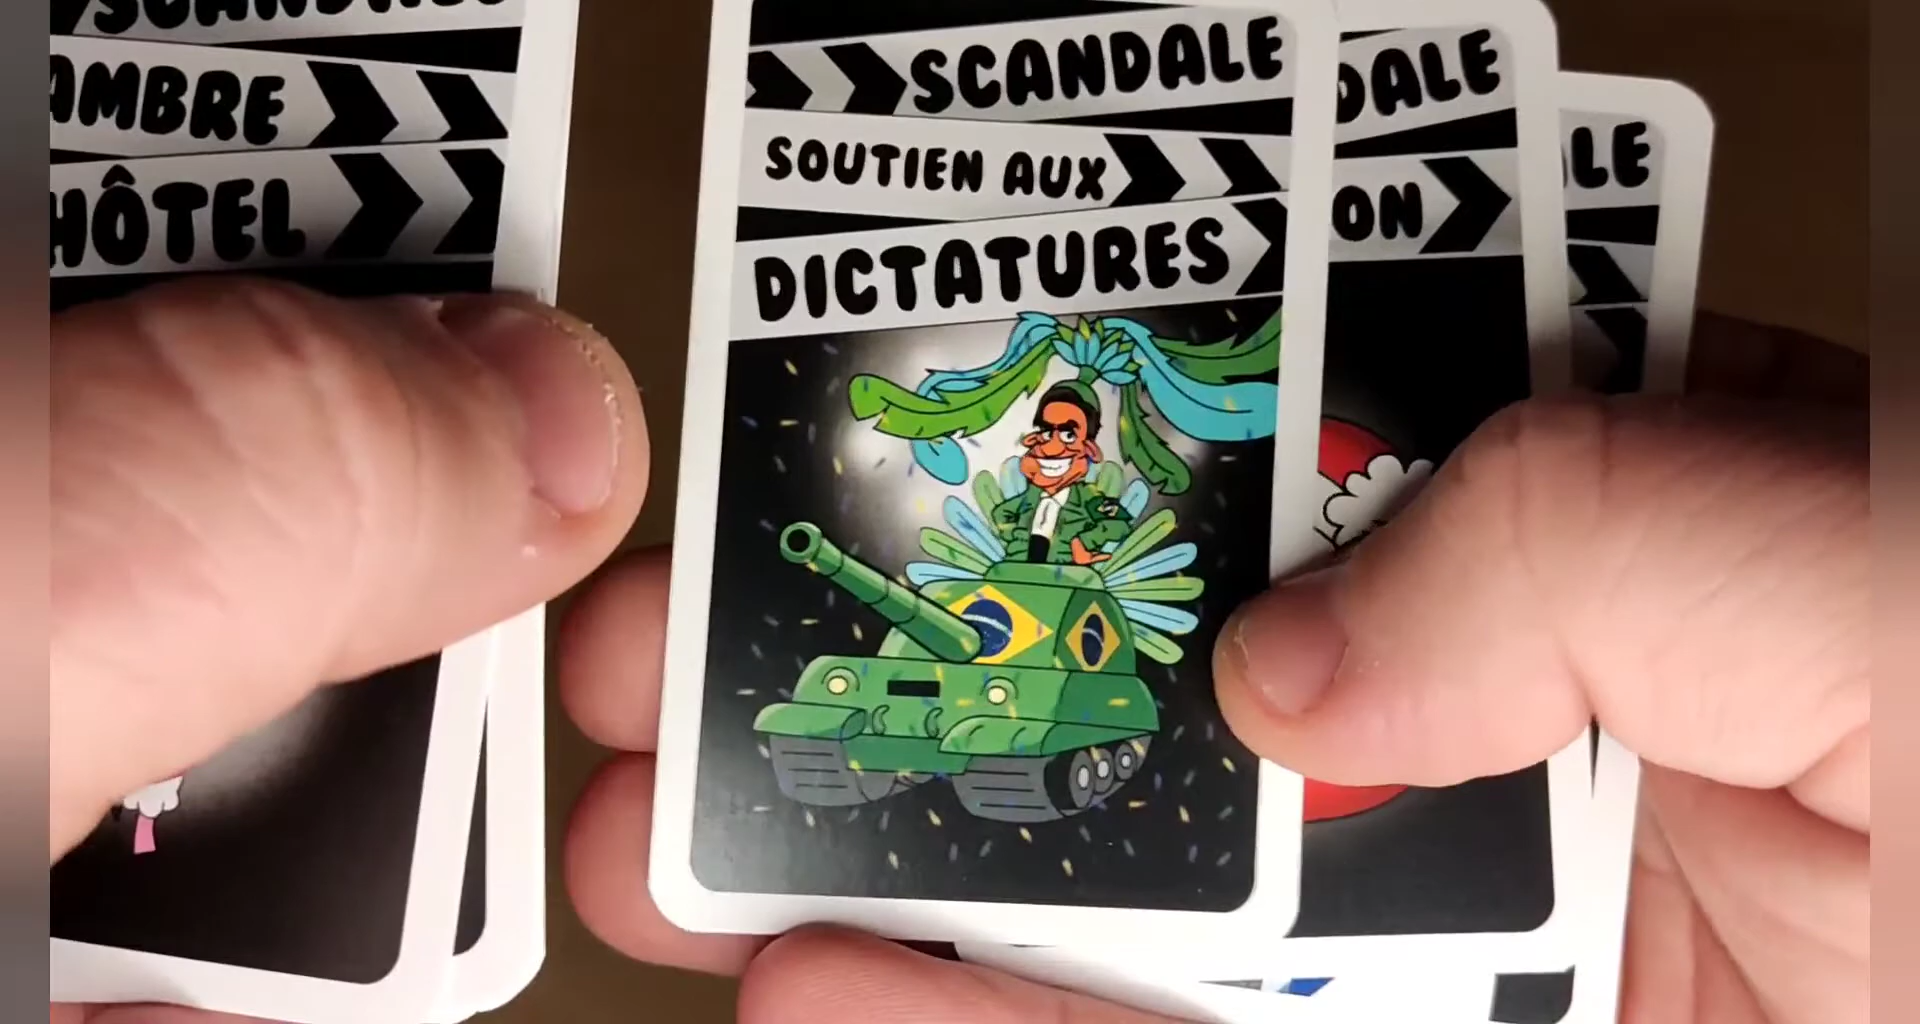 AMBRE
HÔTEL
SCANDALE
SOUTIEN AUX
DICTATURES
DALE
ON
LE